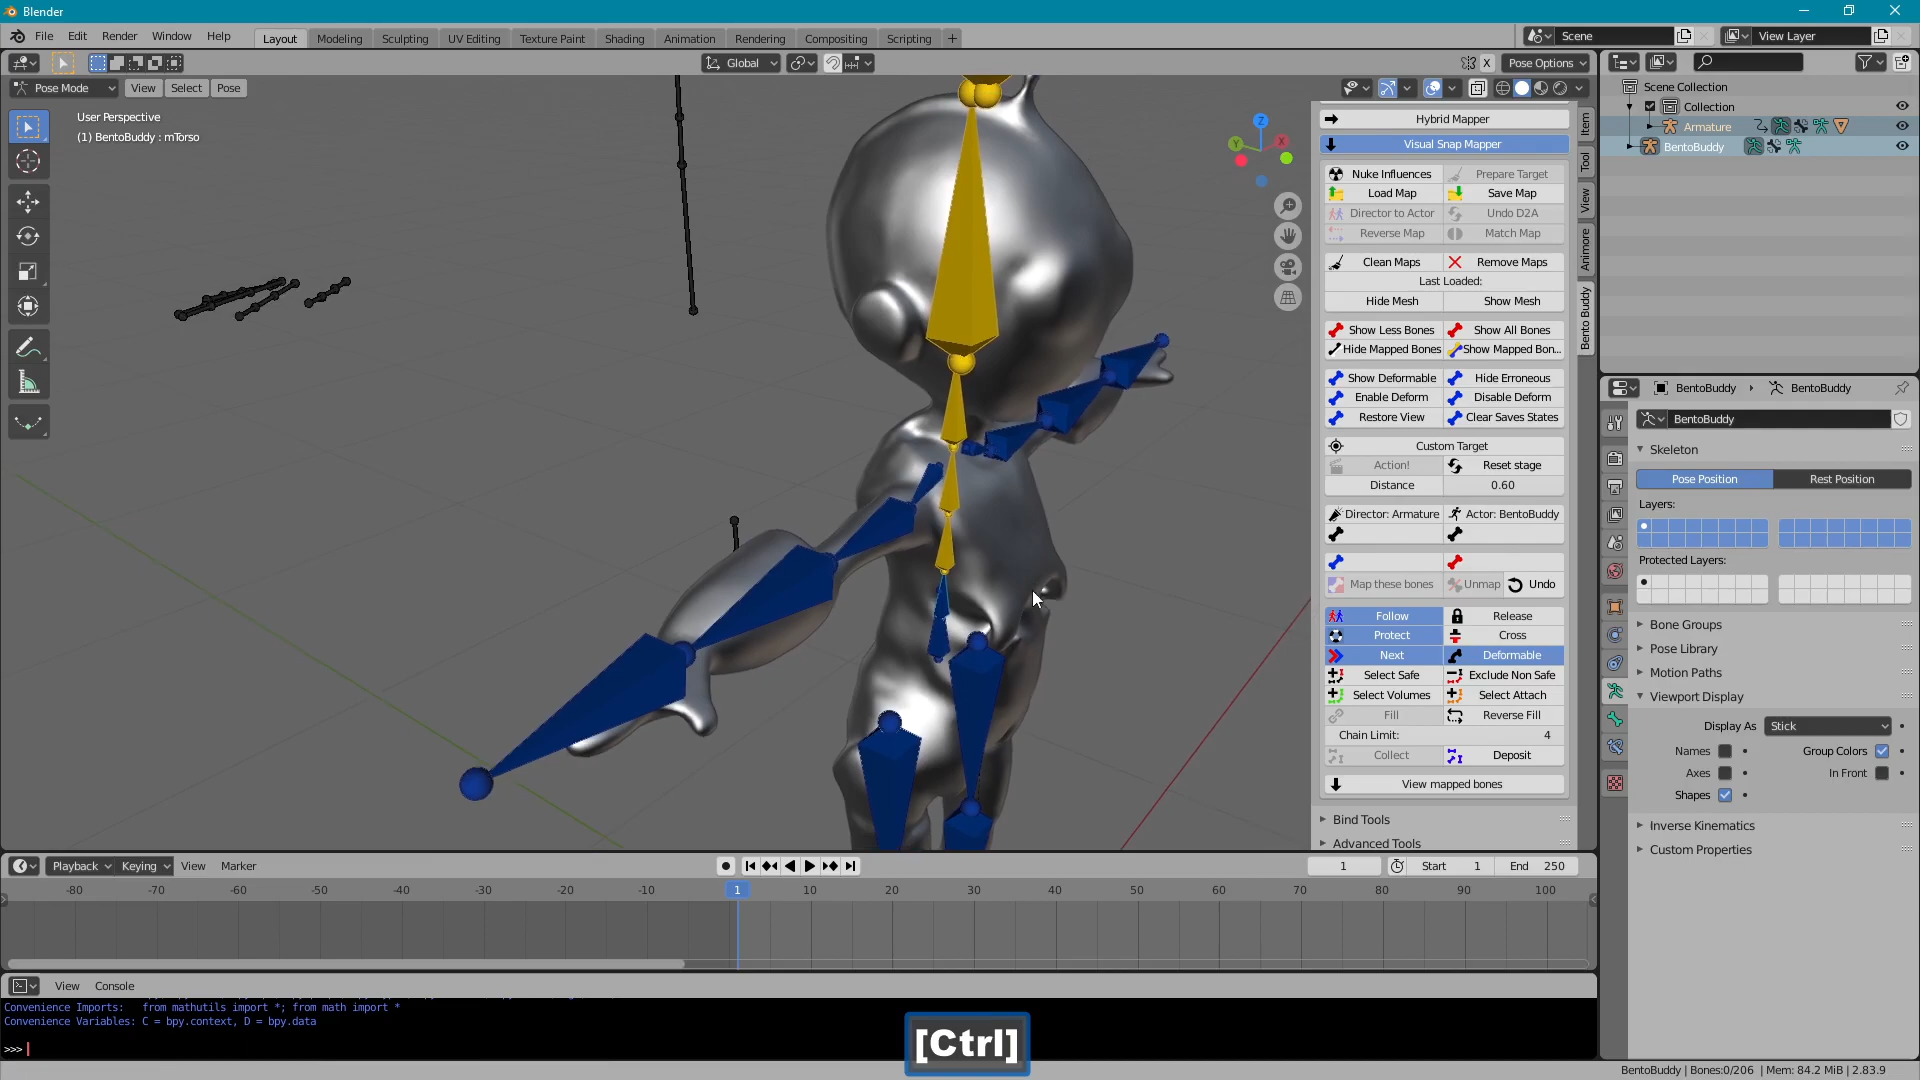 Blender
File Edit Render Window Help
Layout Modeling Sculpting UV Editing Texture Paint Shading Animation Rendering Compositing Scripting +
Scene View Layer
Global X Pose Options
Pose Mode View Select Pose
User Perspective
(1) BentoBuddy : mTorso
Z
Y X
Hybrid Mapper
Visual Snap Mapper
Nuke Influences Prepare Target
Load Map Save Map
Director to Actor Undo D2A
Reverse Map Match Map
Clean Maps Remove Maps
Last Loaded:
Hide Mesh Show Mesh
Show Less Bones Show All Bones
Hide Mapped Bones Show Mapped Bon...
Show Deformable Hide Erroneous
Enable Deform Disable Deform
Restore View Clear Saves States
Custom Target
Action! Reset stage
Distance 0.60
Director: Armature Actor: BentoBuddy
Map these bones Unmap Undo
Follow Release
Protect Cross
Next Deformable
Select Safe Exclude Non Safe
Select Volumes Select Attach
Fill Reverse Fill
Chain Limit: 4
Collect Deposit
View mapped bones
Bind Tools
Advanced Tools
Item
Tool
View
Animore
Bento Buddy
Scene Collection
Collection
Armature
BentoBuddy
BentoBuddy BentoBuddy
BentoBuddy
Skeleton
Pose Position Rest Position
Layers:
Protected Layers:
Bone Groups
Pose Library
Motion Paths
Viewport Display
Display As Stick
Names Group Colors
Axes In Front
Shapes
Inverse Kinematics
Custom Properties
Playback Keying View Marker
1 Start 1 End 250
-80 -70 -60 -50 -40 -30 -20 -10 1 10 20 30 40 50 60 70 80 90 100
View Console
Convenience Imports: from mathutils import *; from math import *
Convenience Variables: C = bpy.context, D = bpy.data
>>>
[Ctrl]
BentoBuddy | Bones:0/206 | Mem: 84.2 MiB | 2.83.9